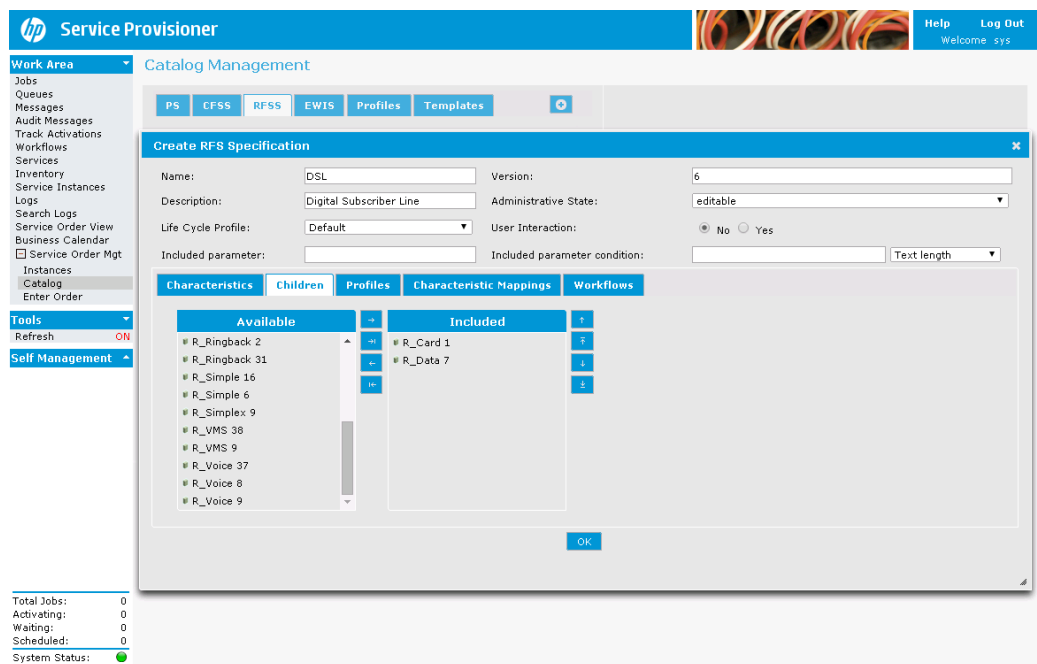 hp Service Provisioner
Help Log Out
Welcome sys
Work Area
Jobs
Queues
Messages
Audit Messages
Track Activations
Workflows
Services
Inventory
Service Instances
Logs
Search Logs
Service Order View
Business Calendar
Service Order Mgt
Instances
Catalog
Enter Order
Tools
Refresh ON
Self Management
Total Jobs: 0
Activating: 0
Waiting: 0
Scheduled: 0
System Status:
Catalog Management
PS CFSS RFSS EWIS Profiles Templates
Create RFS Specification
Name: DSL Version: 6
Description: Digital Subscriber Line Administrative State: editable
Life Cycle Profile: Default User Interaction: No Yes
Included parameter: Included parameter condition: Text length
Characteristics Children Profiles Characteristic Mappings Workflows
Available
R_Ringback 2
R_Ringback 31
R_Simple 16
R_Simple 6
R_Simplex 9
R_VMS 38
R_VMS 9
R_Voice 37
R_Voice 8
R_Voice 9
Included
R_Card 1
R_Data 7
OK